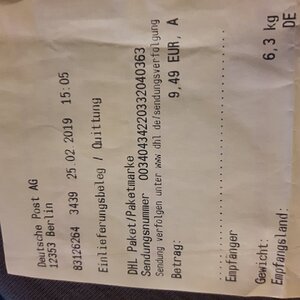 Deutsche Post AG
12353 Berlin
83126264 3439 25.02.2019 15:05
Einlieferungsbeleg / Quittung
DHL Paket/Paketmarke
Sendungsnummer 00340434220332040363
Sendung verfolgen unter www.dhl.de/sendungsverfolgung
Betrag: 9,49 EUR, A
Empfänger
Gewicht: 6,3 kg
Empfangsland: DE